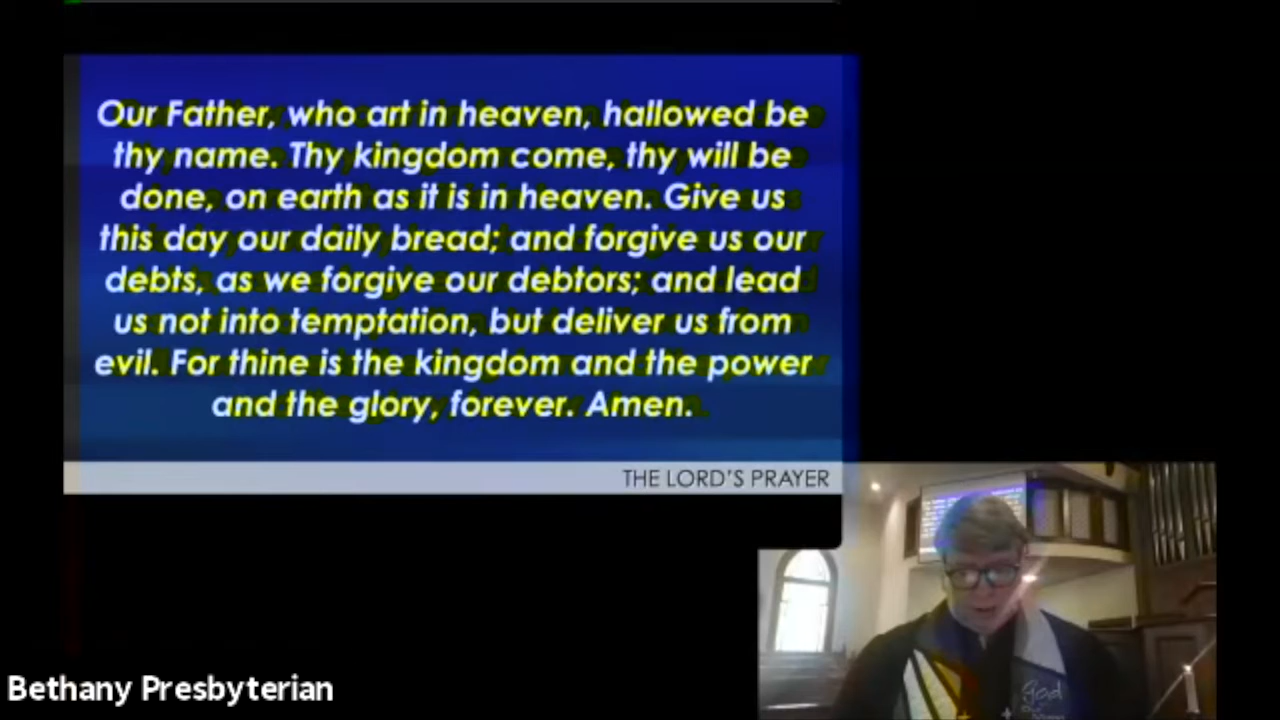 Our Father, who art in heaven, hallowed be
thy name. Thy kingdom come, thy will be
done, on earth as it is in heaven. Give us
this day our daily bread; and forgive us our
debts, as we forgive our debtors; and lead
us not into temptation, but deliver us from
evil. For thine is the kingdom and the power
and the glory, forever. Amen.
THE LORD'S PRAYER
god
Bethany Presbyterian